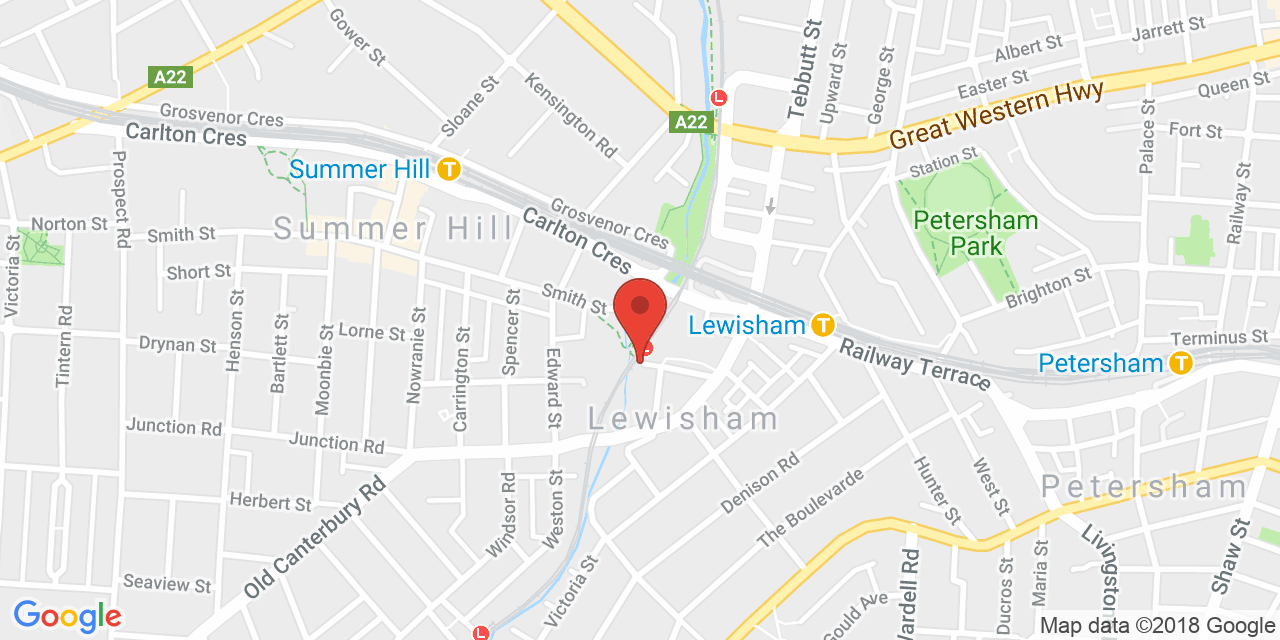 Gower St
Kensington Rd
Tebbutt St
Upward St
George St
Albert St
Jarrett St
Easter St
Queen St
A22
Grosvenor Cres
Carlton Cres
Sloane St
A22
Great Western Hwy
Palace St
Fort St
Station St
Summer Hill
T
L
Prospect Rd
Norton St
Smith St
Summer Hill
Grosvenor Cres
Carlton Cres
Petersham
Park
Railway St
Victoria St
Short St
Brighton St
Tintern Rd
Henson St
Bartlett St
Moonbie St
Lorne St
Nowranie St
Carrington St
Spencer St
Edward St
Smith St
Lewisham
T
Terminus St
Drynan St
Railway Terrace
Petersham
T
Junction Rd
Junction Rd
Lewisham
Herbert St
Old Canterbury Rd
Windsor Rd
Weston St
Denison Rd
The Boulevarde
Hunter St
West St
Petersham
Seaview St
Victoria St
Gould Ave
Wardell Rd
Ducros St
Maria St
Livingston
Shaw St
L
Google
Map data ©2018 Google